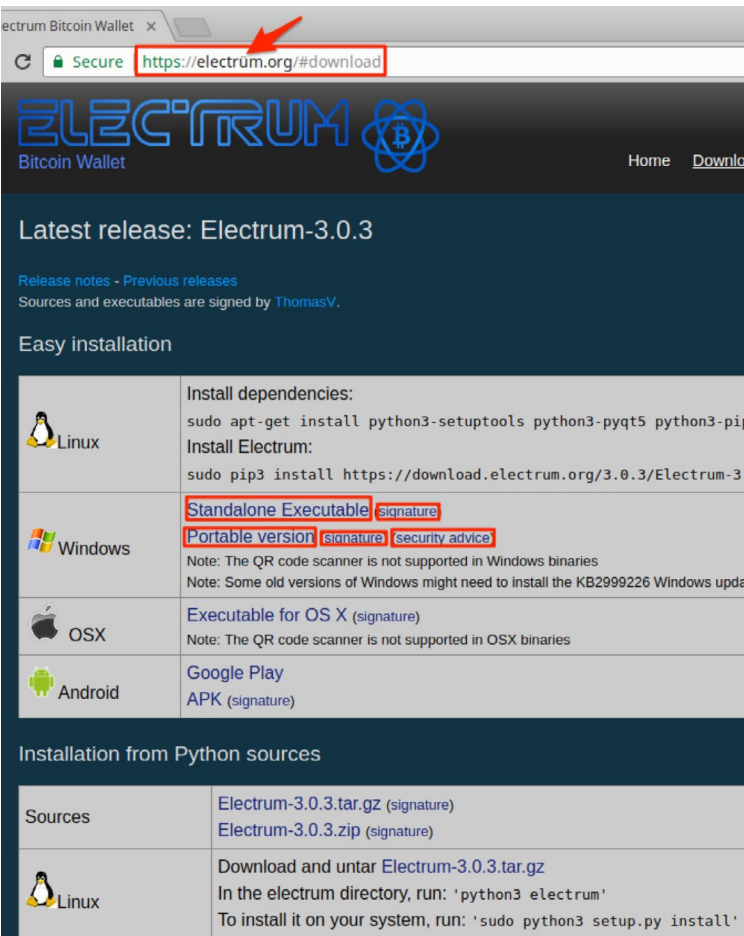 ectrum Bitcoin Wallet ×
Secure https://electrüm.org/#download
ELECTRUM
Bitcoin Wallet
Home Downlo
Latest release: Electrum-3.0.3
Release notes - Previous releases
Sources and executables are signed by ThomasV.
Easy installation
Linux
Install dependencies:
sudo apt-get install python3-setuptools python3-pyqt5 python3-pip
Install Electrum:
sudo pip3 install https://download.electrum.org/3.0.3/Electrum-3
Windows
Standalone Executable (signature)
Portable version (signature) (security advice)
Note: The QR code scanner is not supported in Windows binaries
Note: Some old versions of Windows might need to install the KB2999226 Windows upda
OSX
Executable for OS X (signature)
Note: The QR code scanner is not supported in OSX binaries
Android
Google Play
APK (signature)
Installation from Python sources
Sources
Electrum-3.0.3.tar.gz (signature)
Electrum-3.0.3.zip (signature)
Linux
Download and untar Electrum-3.0.3.tar.gz
In the electrum directory, run: 'python3 electrum'
To install it on your system, run: 'sudo python3 setup.py install'